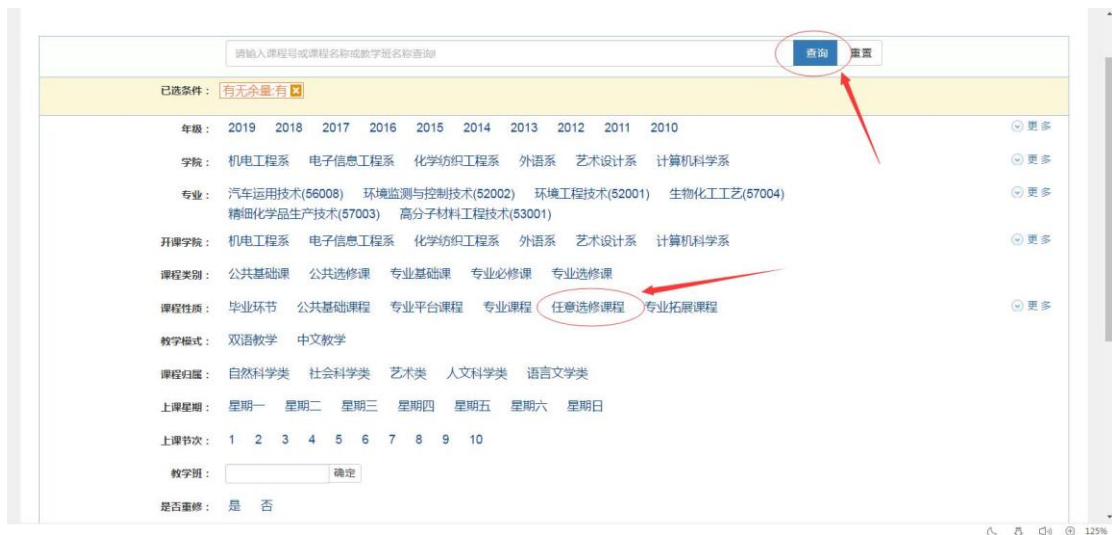 请输入课程号或课程名称或教学班名称查询! 查询 重置
已选条件： 有无余量:有
年级： 2019 2018 2017 2016 2015 2014 2013 2012 2011 2010 更多
学院： 机电工程系 电子信息工程系 化学纺织工程系 外语系 艺术设计系 计算机科学系 更多
专业： 汽车运用技术(56008) 环境监测与控制技术(52002) 环境工程技术(52001) 生物化工工艺(57004) 更多
精细化学品生产技术(57003) 高分子材料工程技术(53001)
开课学院： 机电工程系 电子信息工程系 化学纺织工程系 外语系 艺术设计系 计算机科学系 更多
课程类别： 公共基础课 公共选修课 专业基础课 专业必修课 专业选修课
课程性质： 毕业环节 公共基础课程 专业平台课程 专业课程 任意选修课程 专业拓展课程 更多
教学模式： 双语教学 中文教学
课程归属： 自然科学类 社会科学类 艺术类 人文科学类 语言文学类
上课星期： 星期一 星期二 星期三 星期四 星期五 星期六 星期日
上课节次： 1 2 3 4 5 6 7 8 9 10
教学班： 确定
是否重修： 是 否
125%